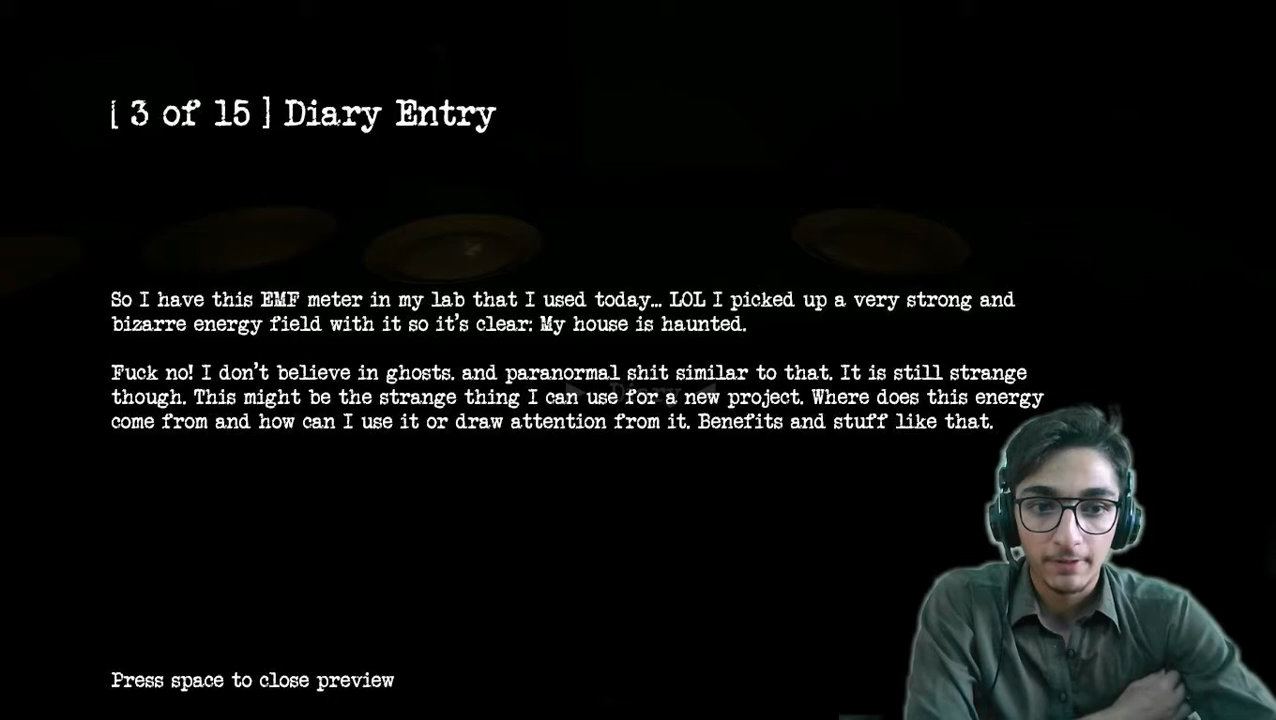 [ 3 of 15 ] Diary Entry
So I have this EMF meter in my lab that I used today... LOL I picked up a very strong and
bizarre energy field with it so it's clear: My house is haunted.
Fuck no! I don't believe in ghosts. and paranormal shit similar to that. It is still strange
though. This might be the strange thing I can use for a new project. Where does this energy
come from and how can I use it or draw attention from it. Benefits and stuff like that.
Diary
Press space to close preview